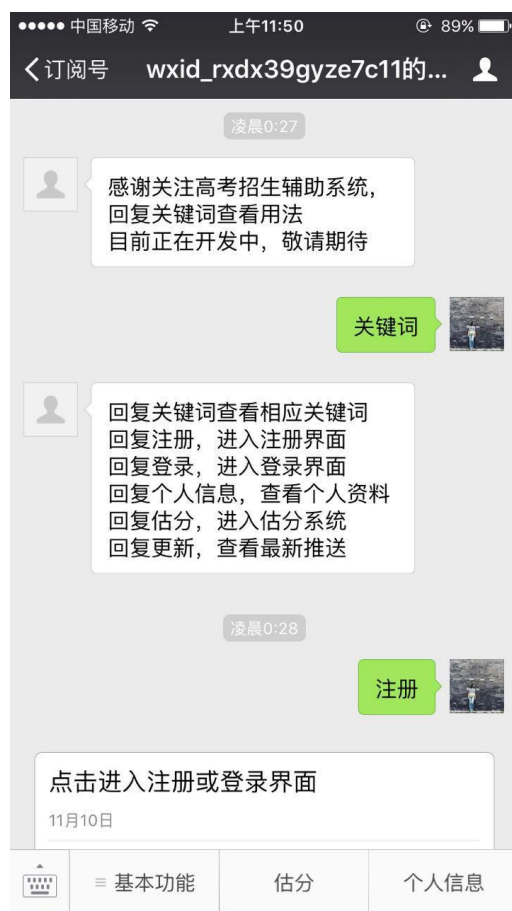 中国移动 上午11:50 89%
订阅号 wxid_rxdx39gyze7c11的...
凌晨0:27
感谢关注高考招生辅助系统,
回复关键词查看用法
目前正在开发中,敬请期待
关键词
回复关键词查看相应关键词
回复注册,进入注册界面
回复登录,进入登录界面
回复个人信息,查看个人资料
回复估分,进入估分系统
回复更新,查看最新推送
凌晨0:28
注册
点击进入注册或登录界面
11月10日
基本功能 估分 个人信息